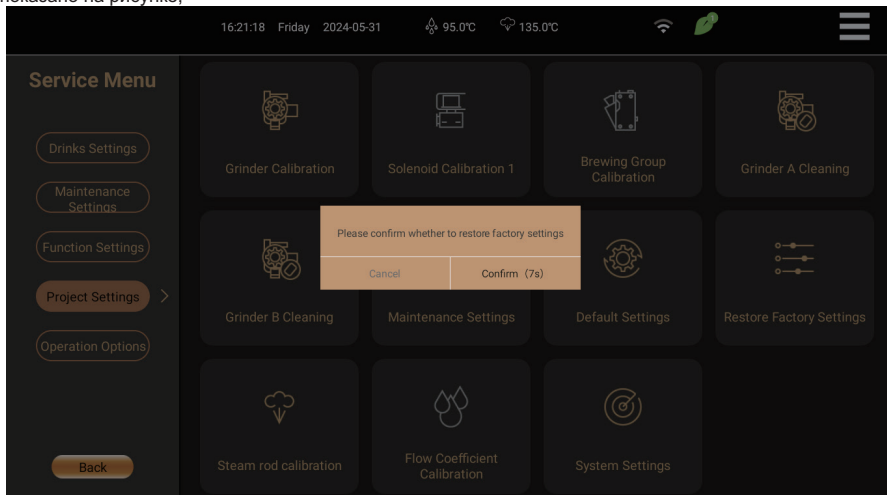 показано на рисунке;
16:21:18 Friday 2024-05-31 95.0℃ 135.0℃ 1
Service Menu
Drinks Settings
Maintenance
Settings
Function Settings
Project Settings >
Operation Options
Back
Grinder Calibration
Solenoid Calibration 1
Brewing Group
Calibration
Grinder A Cleaning
Please confirm whether to restore factory settings
Cancel Confirm (7s)
Grinder B Cleaning
Maintenance Settings
Default Settings
Restore Factory Settings
Steam rod calibration
Flow Coefficient
Calibration
System Settings